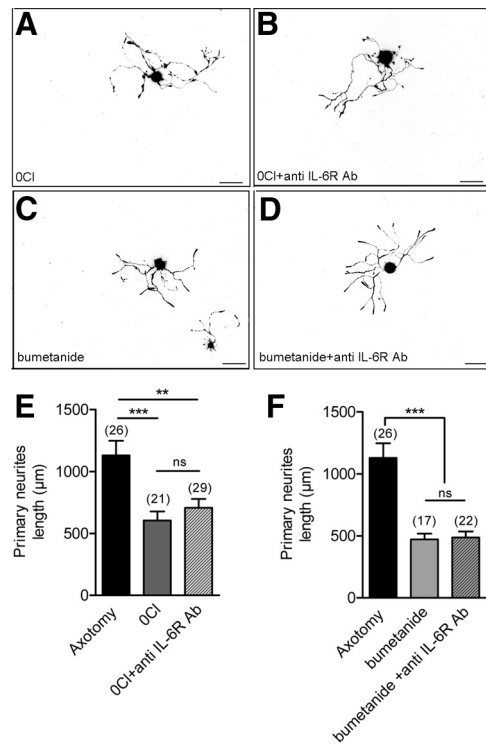 A
0Cl
B
0Cl+anti IL-6R Ab
C
bumetanide
D
bumetanide+anti IL-6R Ab
E
Primary neurites
length (µm)
1500
1000
500
0
**
***
ns
(26)
(21)
(29)
Axotomy
0Cl
0Cl+anti IL-6R Ab
F
Primary neurites
length (µm)
1500
1000
500
0
***
ns
(26)
(17)
(22)
Axotomy
bumetanide
bumetanide +anti IL-6R Ab